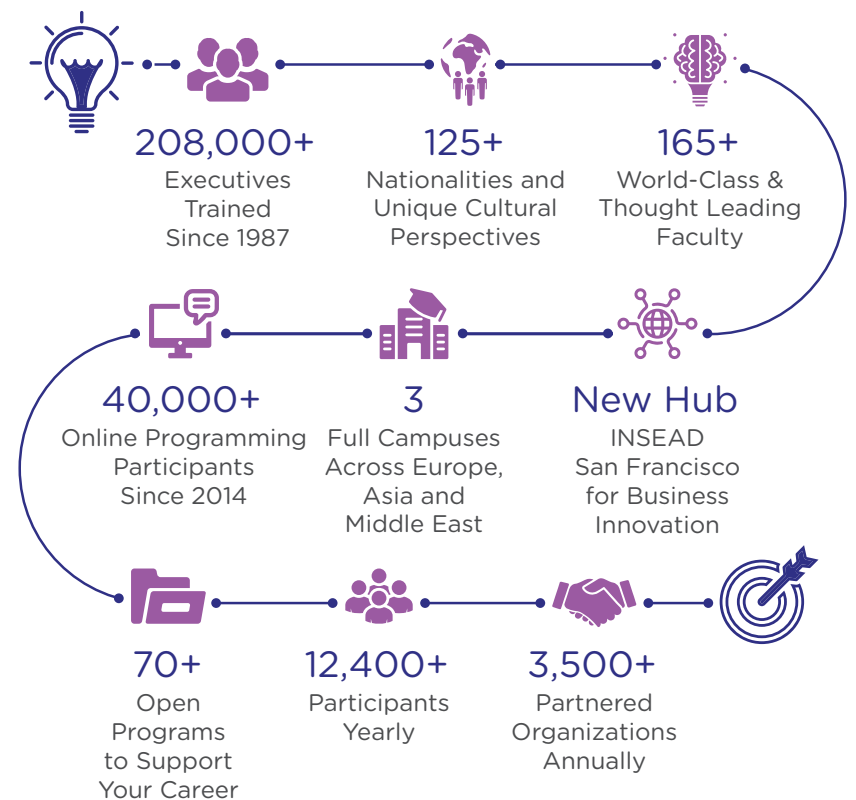 208,000+
Executives
Trained
Since 1987
125+
Nationalities and
Unique Cultural
Perspectives
165+
World-Class &
Thought Leading
Faculty
40,000+
Online Programming
Participants
Since 2014
3
Full Campuses
Across Europe,
Asia and
Middle East
New Hub
INSEAD
San Francisco
for Business
Innovation
70+
Open
Programs
to Support
Your Career
12,400+
Participants
Yearly
3,500+
Partnered
Organizations
Annually